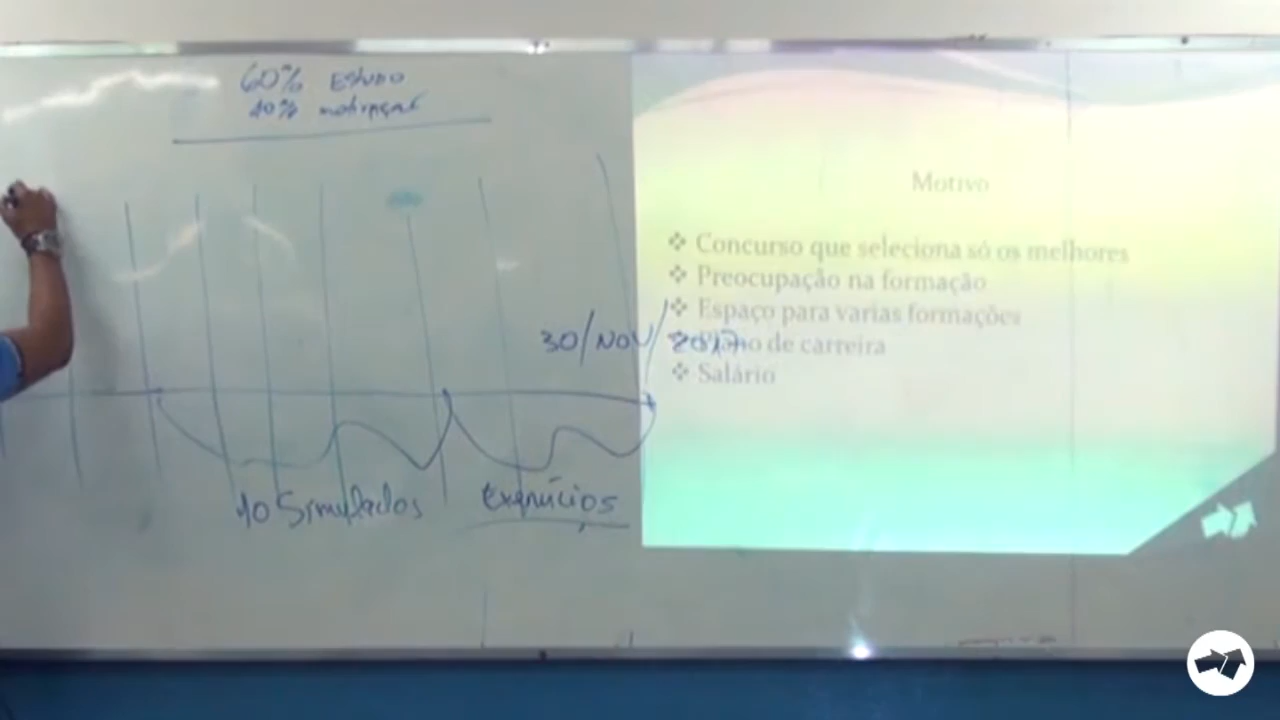 60% ESTUDO
40% motivação
30/NOV/2017
10 Simulados
Exercícios
Motivo
❖ Concurso que seleciona só os melhores
❖ Preocupação na formação
❖ Espaço para varias formações
❖ Plano de carreira
❖ Salário